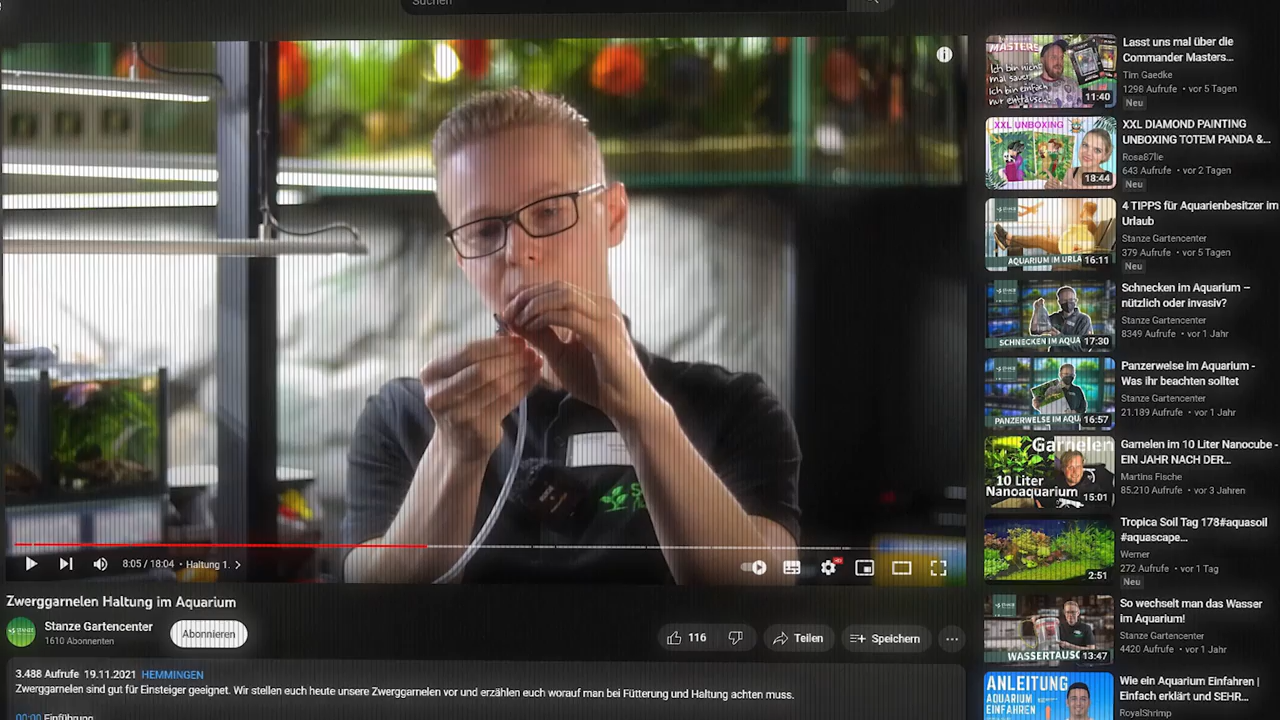 Suchen
8:05 / 18:04 • Haltung 1. >
Zwerggarnelen Haltung im Aquarium
Stanze Gartencenter
1610 Abonnenten
Abonnieren
116
Teilen
Speichern
3.488 Aufrufe 19.11.2021 HEMMINGEN
Zwerggarnelen sind gut für Einsteiger geeignet. Wir stellen euch heute unsere Zwerggarnelen vor und erzählen euch worauf man bei Fütterung und Haltung achten muss.
00:00 Einführung
MASTERS
Ich bin nicht
mal sauer.
Ich bin einfach
nur enttäusch..
11:40
Lasst uns mal über die
Commander Masters...
Tim Gaedke
1298 Aufrufe • vor 5 Tagen
Neu
XXL UNBOXING
18:44
XXL DIAMOND PAINTING
UNBOXING TOTEM PANDA &...
Rosa87lie
643 Aufrufe • vor 2 Tagen
Neu
AQUARIUM IM URLA
16:11
4 TIPPS für Aquarienbesitzer im
Urlaub
Stanze Gartencenter
379 Aufrufe • vor 5 Tagen
Neu
SCHNECKEN IM AQUA
17:30
Schnecken im Aquarium –
nützlich oder invasiv?
Stanze Gartencenter
8349 Aufrufe • vor 1 Jahr
PANZERWELSE IM AQU
16:57
Panzerwelse im Aquarium -
Was ihr beachten solltet
Stanze Gartencenter
21.189 Aufrufe • vor 1 Jahr
Garnelen
10 Liter
Nanoaquarium
15:01
Garnelen im 10 Liter Nanocube -
EIN JAHR NACH DER...
Martins Fische
85.210 Aufrufe • vor 3 Jahren
2:51
Tropica Soil Tag 178#aquasoil
#aquascape...
Werner
272 Aufrufe • vor 1 Tag
Neu
WASSERTAUSC
13:47
So wechselt man das Wasser
im Aquarium!
Stanze Gartencenter
4420 Aufrufe • vor 1 Jahr
ANLEITUNG
AQUARIUM
EINFAHREN
Wie ein Aquarium Einfahren |
Einfach erklärt und SEHR...
RoyalShrimp